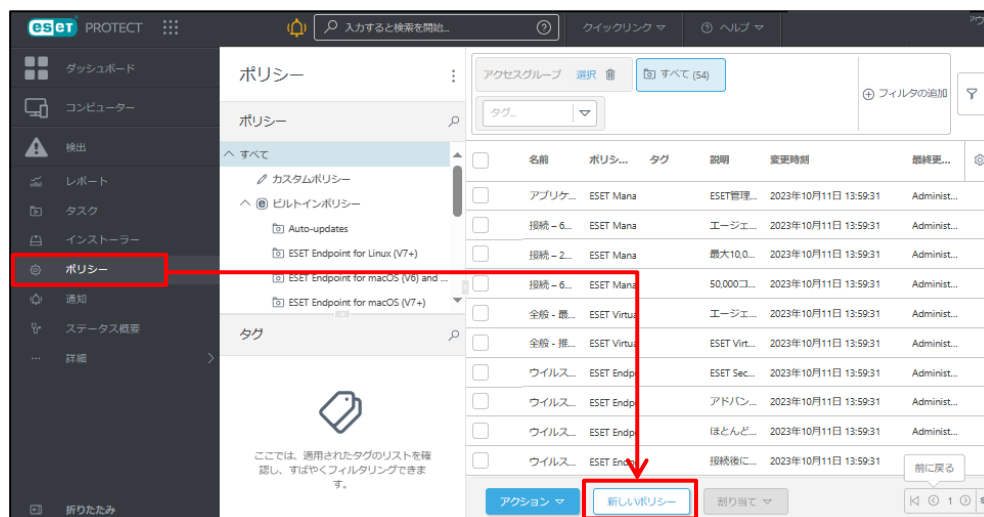 eset PROTECT 入力すると検索を開始... クイックリンク ヘルプ
ダッシュボード
コンピューター
検出
レポート
タスク
インストーラー
ポリシー
通知
ステータス概要
詳細
折りたたみ
ポリシー
ポリシー
すべて
カスタムポリシー
ビルトインポリシー
Auto-updates
ESET Endpoint for Linux (V7+)
ESET Endpoint for macOS (V6) and ...
ESET Endpoint for macOS (V7+)
タグ
ここでは、適用されたタグのリストを確
認し、すばやくフィルタリングできま
す。
アクセスグループ 選択 すべて (54)
フィルタの追加
タグ...
名前 ポリシ... タグ 説明 変更時刻 最終更...
アプリケ... ESET Mana ESET管理... 2023年10月11日 13:59:31 Administ...
接続 – 6... ESET Mana エージェ... 2023年10月11日 13:59:31 Administ...
接続 – 2... ESET Mana 最大10,0... 2023年10月11日 13:59:31 Administ...
接続 – 6... ESET Mana 50,000コ... 2023年10月11日 13:59:31 Administ...
全般 - 最... ESET Virtua エージェ... 2023年10月11日 13:59:31 Administ...
全般 - 推... ESET Virtua ESET Virt... 2023年10月11日 13:59:31 Administ...
ウイルス... ESET Endp ESET Sec... 2023年10月11日 13:59:31 Administ...
ウイルス... ESET Endp アドバン... 2023年10月11日 13:59:31 Administ...
ウイルス... ESET Endp ほとんど... 2023年10月11日 13:59:31 Administ...
ウイルス... ESET Endp 接続後に... 2023年10月11日 13:59:31 Administ...
前に戻る
アクション 新しいポリシー 割り当て 1